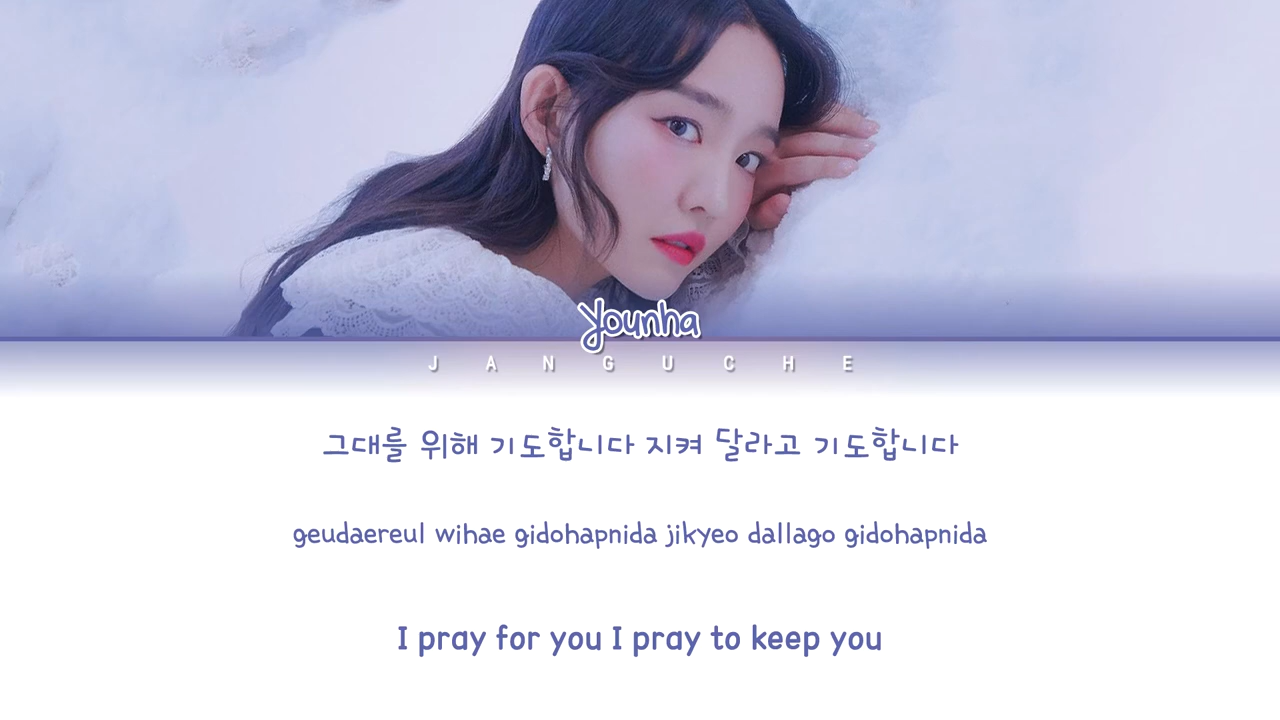 younha
JANGUCHE
그대를 위해 기도합니다 지켜 달라고 기도합니다
geudaereul wihae gidohapnida jikyeo dallago gidohapnida
I pray for you I pray to keep you